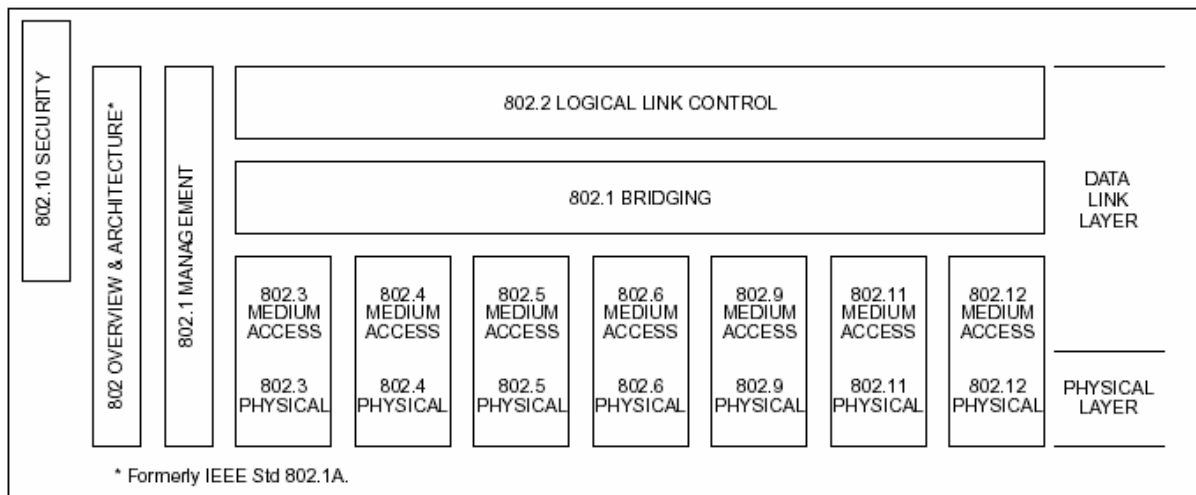 802.10 SECURITY
802 OVERVIEW & ARCHITECTURE*
802.1 MANAGEMENT
802.2 LOGICAL LINK CONTROL
802.1 BRIDGING
DATA
LINK
LAYER
802.3
MEDIUM
ACCESS
802.3
PHYSICAL
802.4
MEDIUM
ACCESS
802.4
PHYSICAL
802.5
MEDIUM
ACCESS
802.5
PHYSICAL
802.6
MEDIUM
ACCESS
802.6
PHYSICAL
802.9
MEDIUM
ACCESS
802.9
PHYSICAL
802.11
MEDIUM
ACCESS
802.11
PHYSICAL
802.12
MEDIUM
ACCESS
802.12
PHYSICAL
PHYSICAL
LAYER
* Formerly IEEE Std 802.1A.